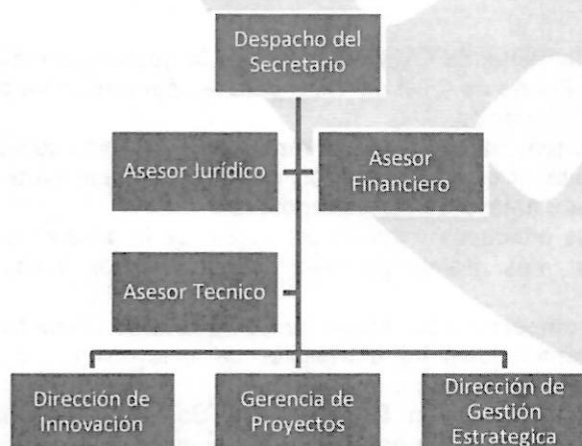 Despacho del
Secretario
Asesor Jurídico
Asesor
Financiero
Asesor Tecnico
Dirección de
Innovación
Gerencia de
Proyectos
Dirección de
Gestión
Estrategica